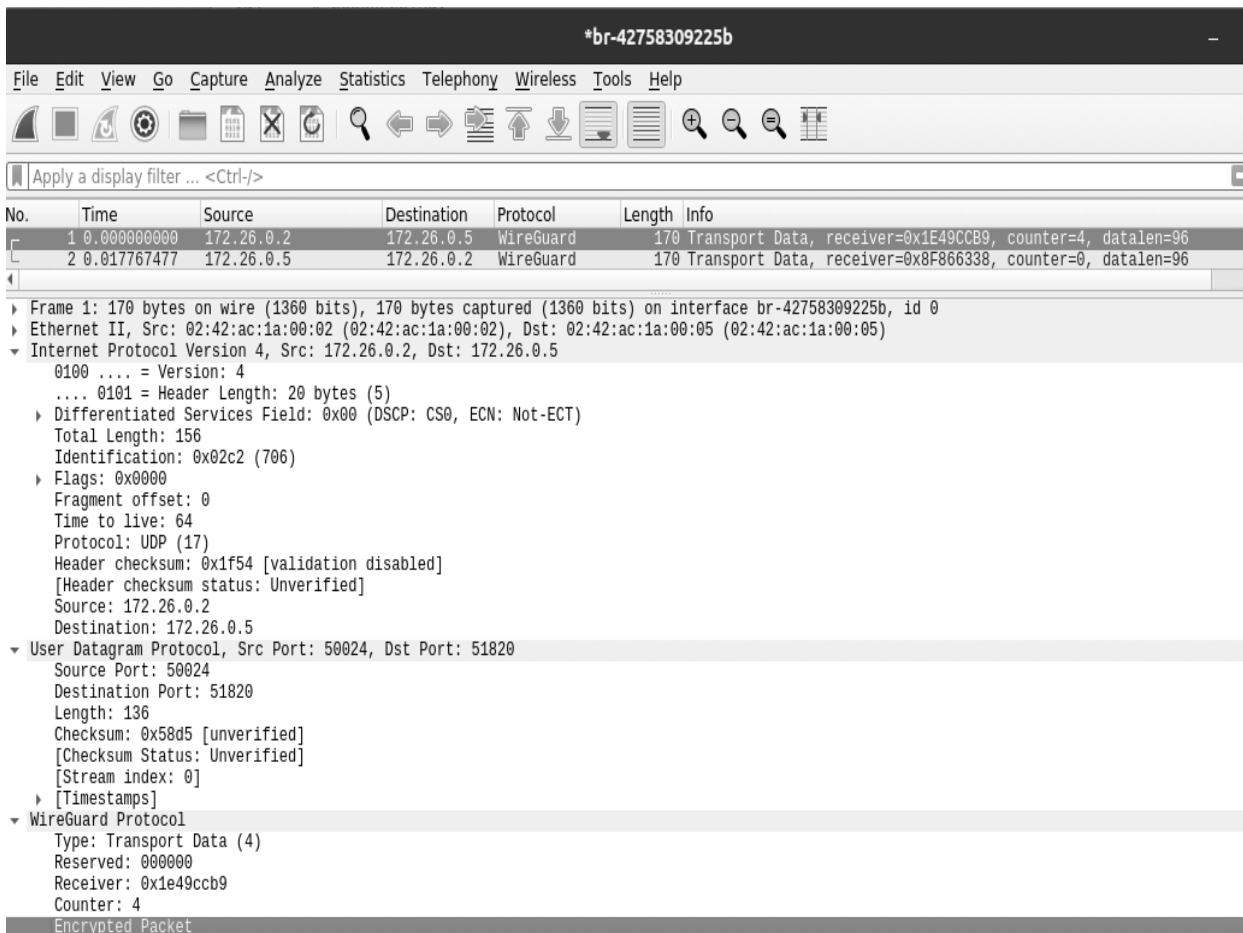 *br-42758309225b
File Edit View Go Capture Analyze Statistics Telephony Wireless Tools Help
Apply a display filter ... <Ctrl-/>
No. Time Source Destination Protocol Length Info
1 0.000000000 172.26.0.2 172.26.0.5 WireGuard 170 Transport Data, receiver=0x1E49CCB9, counter=4, datalen=96
2 0.017767477 172.26.0.5 172.26.0.2 WireGuard 170 Transport Data, receiver=0x8F866338, counter=0, datalen=96
Frame 1: 170 bytes on wire (1360 bits), 170 bytes captured (1360 bits) on interface br-42758309225b, id 0
Ethernet II, Src: 02:42:ac:1a:00:02 (02:42:ac:1a:00:02), Dst: 02:42:ac:1a:00:05 (02:42:ac:1a:00:05)
Internet Protocol Version 4, Src: 172.26.0.2, Dst: 172.26.0.5
0100 .... = Version: 4
.... 0101 = Header Length: 20 bytes (5)
Differentiated Services Field: 0x00 (DSCP: CS0, ECN: Not-ECT)
Total Length: 156
Identification: 0x02c2 (706)
Flags: 0x0000
Fragment offset: 0
Time to live: 64
Protocol: UDP (17)
Header checksum: 0x1f54 [validation disabled]
[Header checksum status: Unverified]
Source: 172.26.0.2
Destination: 172.26.0.5
User Datagram Protocol, Src Port: 50024, Dst Port: 51820
Source Port: 50024
Destination Port: 51820
Length: 136
Checksum: 0x58d5 [unverified]
[Checksum Status: Unverified]
[Stream index: 0]
[Timestamps]
WireGuard Protocol
Type: Transport Data (4)
Reserved: 000000
Receiver: 0x1e49ccb9
Counter: 4
Encrypted Packet